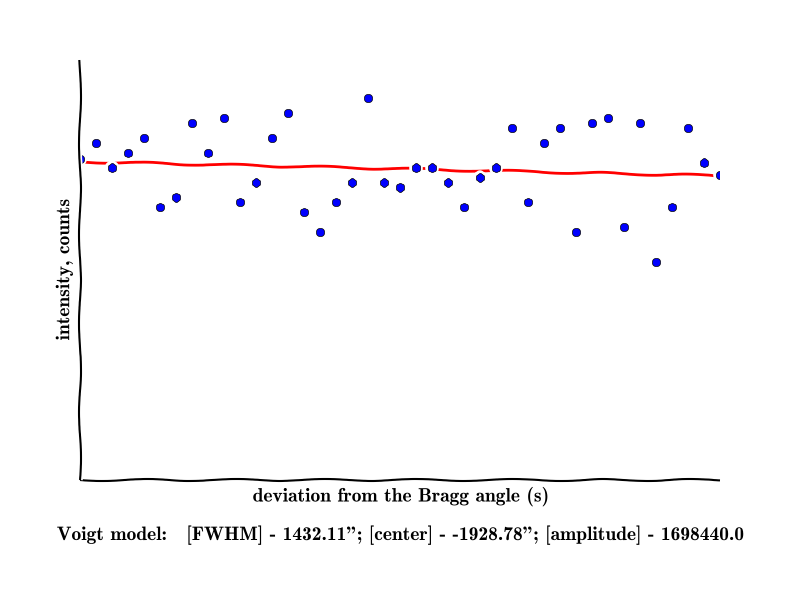 intensity, counts
deviation from the Bragg angle (s)
Voigt model: [FWHM] - 1432.11”; [center] - -1928.78”; [amplitude] - 1698440.0